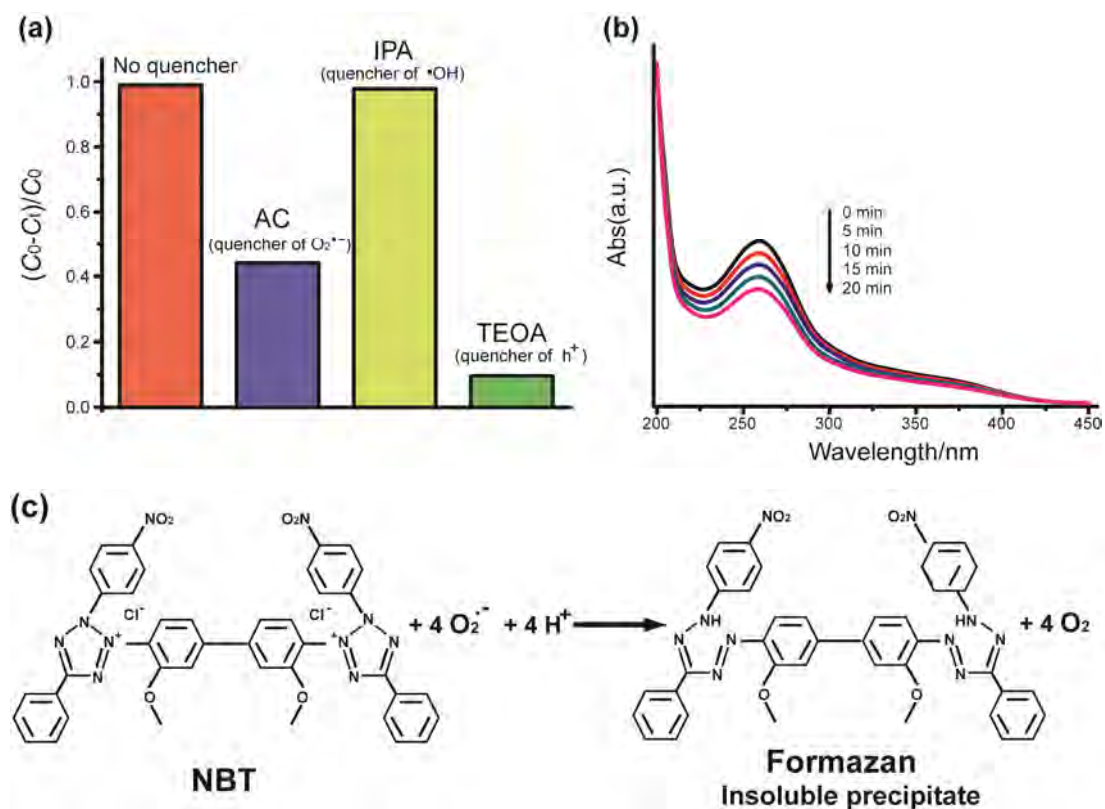 (a)
(C₀-Cₜ)/C₀
1.0
0.8
0.6
0.4
0.2
0.0
No quencher
AC
(quencher of O₂•−)
IPA
(quencher of •OH)
TEOA
(quencher of h⁺)
(b)
Abs(a.u.)
0 min
5 min
10 min
15 min
20 min
200 250 300 350 400 450
Wavelength/nm
(c)
NO₂ O₂N
Cl⁻ Cl⁻
N N
N N⁺ N⁺ N
N N N N
O O
+ 4 O₂•− + 4 H⁺
NBT
NO₂ O₂N
NH HN
N N N N
N N N N
O O
+ 4 O₂
Formazan
Insoluble precipitate